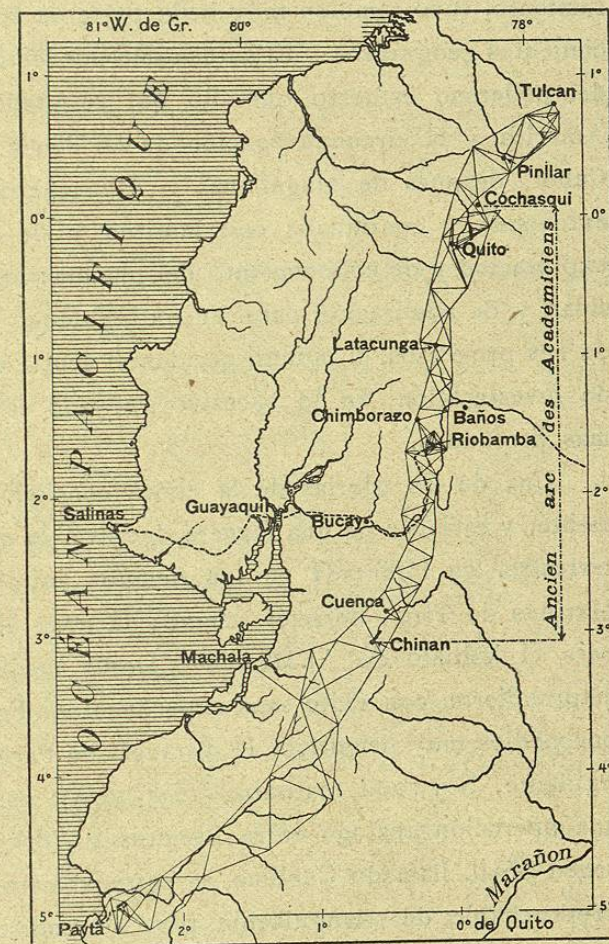 81° W. de Gr.
80°
78°
1°
1°
Tulcan
Pinllar
Cochasqui
0°
0°
Quito
OCÉAN PACIFIQUE
Ancien arc des Académiciens
1°
Latacunga
1°
Chimborazo
Baños
Riobamba
2°
2°
Salinas
Guayaquil
Bucay
Cuenca
3°
3°
Chinan
Machala
4°
4°
Marañon
5°
5°
Payta
2°
1°
0° de Quito